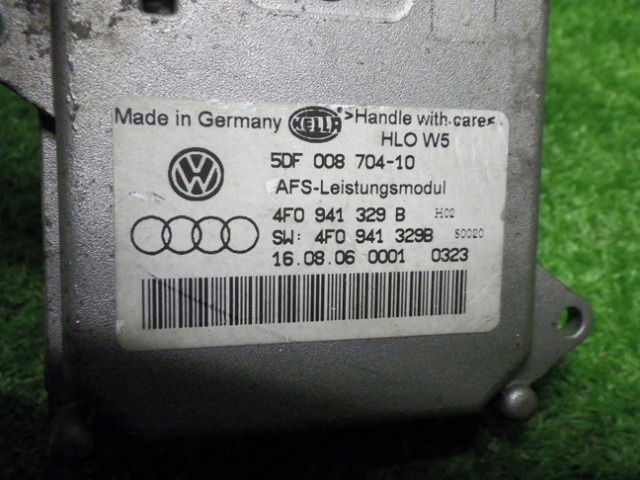 Made in Germany HELLA >Handle with care<
HLO W5
5DF 008 704-10
AFS-Leistungsmodul
4F0 941 329 B H02
SW: 4F0 941 329B S0020
16.08.06 0001 0323